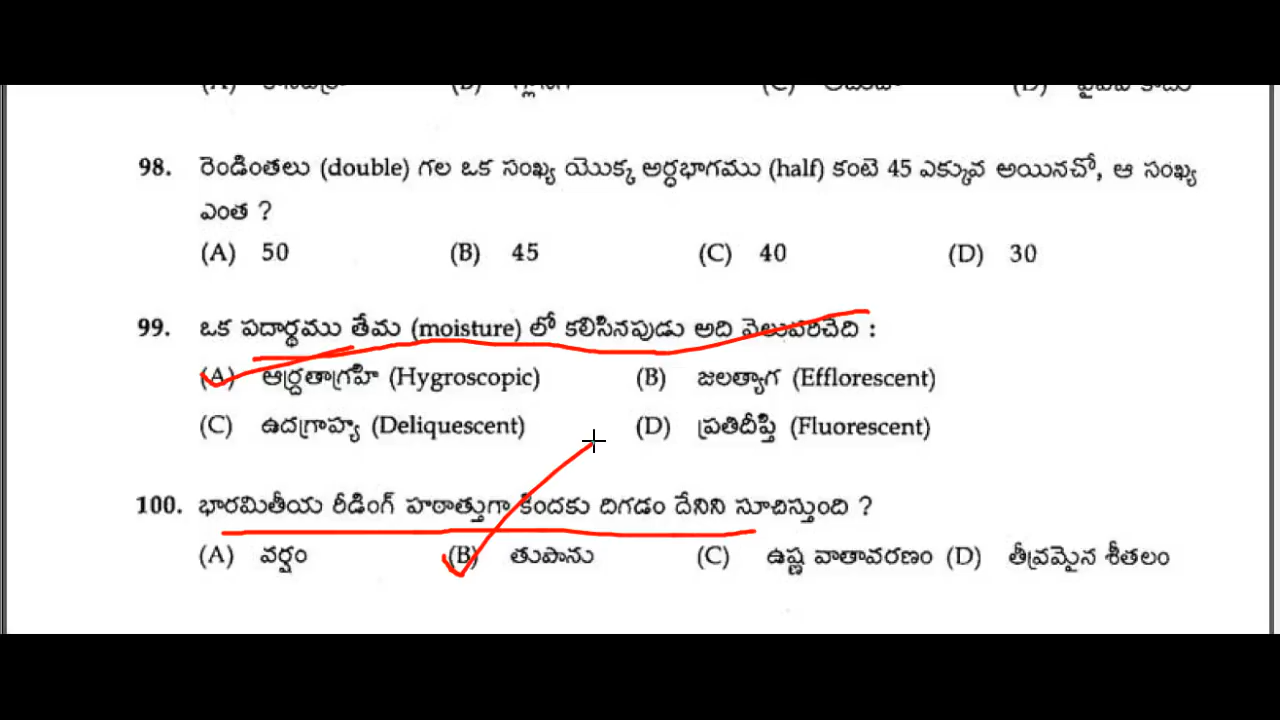 98. రెండింతలు (double) గల ఒక సంఖ్య యొక్క అర్ధభాగము (half) కంటె 45 ఎక్కువ అయినచో, ఆ సంఖ్య
ఎంత ?
(A) 50 (B) 45 (C) 40 (D) 30
99. ఒక పదార్థము తేమ (moisture) లో కలిసినపుడు అది వెలువరిచేది :
(A) ఆర్ద్రతాగ్రహి (Hygroscopic) (B) జలత్యాగ (Efflorescent)
(C) ఉదగ్రాహ్య (Deliquescent) (D) ప్రతిదీప్తి (Fluorescent)
100. భారమితీయ రీడింగ్ హఠాత్తుగా కిందకు దిగడం దేనిని సూచిస్తుంది ?
(A) వర్షం (B) తుపాను (C) ఉష్ణ వాతావరణం (D) తీవ్రమైన శీతలం